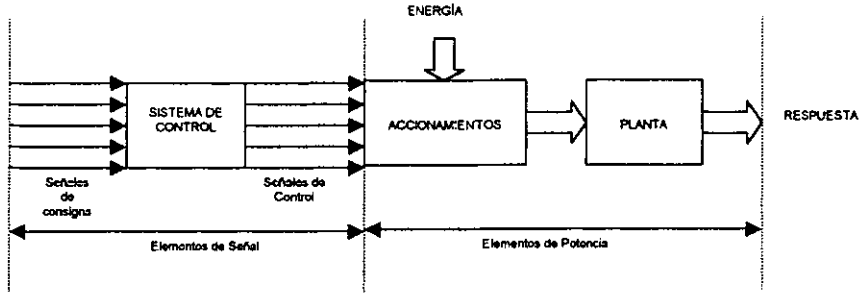 ENERGÍA
SISTEMA DE
CONTROL
ACCIONAMIENTOS
PLANTA
RESPUESTA
Señales
de
consigna
Señales de
Control
Elementos de Señal
Elementos de Potencia